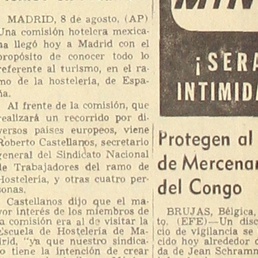 MADRID, 8 de agosto, (AP)
Una comisión hotelera mexica-
na llegó hoy a Madrid con el
propósito de conocer todo lo
referente al turismo, en el ra-
mo de la hostelería, de Espa-
ña.
Al frente de la comisión, que
realizará un recorrido por di-
versos países europeos, viene
Roberto Castellanos, secretario
general del Sindicato Nacional
de Trabajadores del ramo de
Hostelería, y otras cuatro per-
sonas.
Castellanos dijo que el ma-
yor interés de los miembros de
la comisión era al de visitar la
Escuela de Hostelería de Ma-
drid, "ya que nuestro sindica-
to tiene la intención de crear
¡SERA
INTIMIDA
Protegen al
de Mercenar
del Congo
BRUJAS, Bélgica,
to. (EFE)—Un disc
cio de vigilancia se
hoy alrededor d
de Jean Schramm